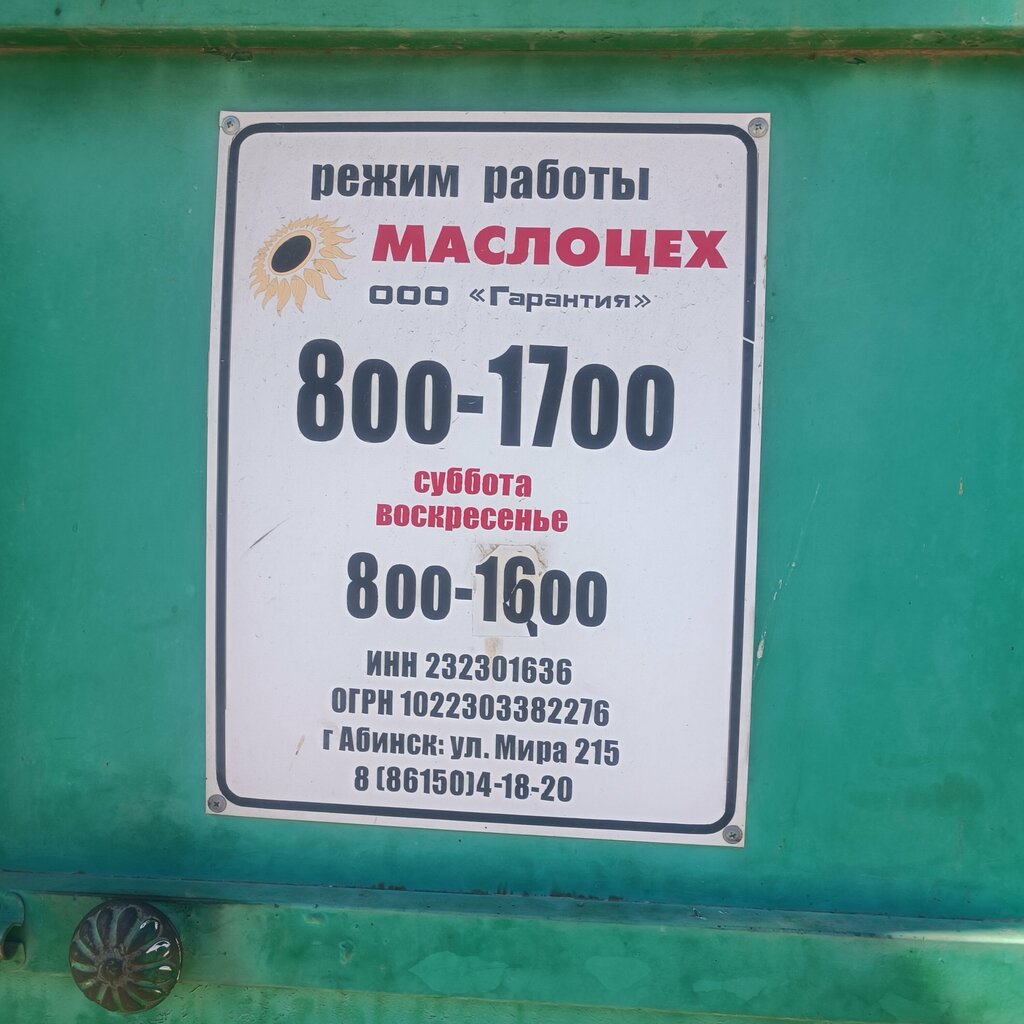 режим работы
МАСЛОЦЕХ
ООО «Гарантия»
800-1700
суббота
воскресенье
800-1600
ИНН 232301636
ОГРН 1022303382276
г Абинск: ул. Мира 215
8 (86150)4-18-20